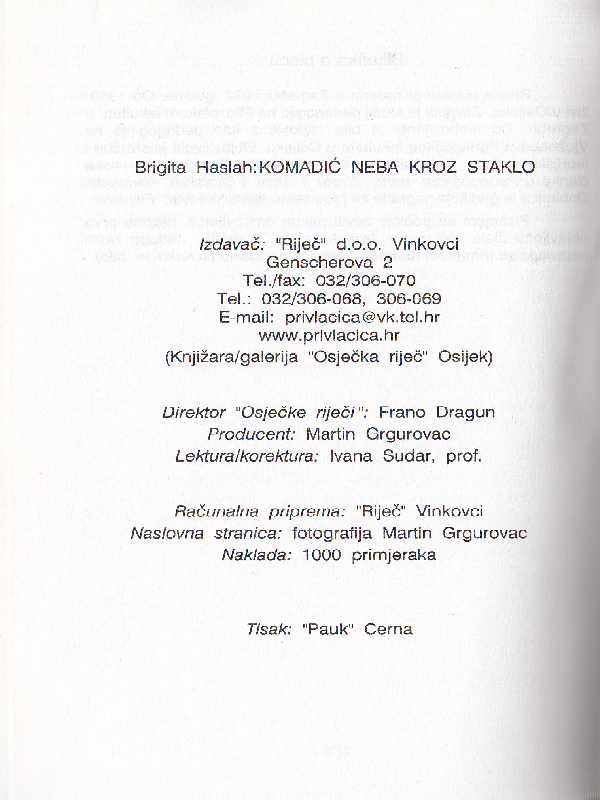 Brigita Haslah: KOMADIĆ NEBA KROZ STAKLO
Izdavač: "Riječ" d.o.o. Vinkovci
Genscherova 2
Tel./fax: 032/306-070
Tel.: 032/306-068, 306-069
E-mail: privlacica@vk.tel.hr
www.privlacica.hr
(Knjižara/galerija "Osječka riječ" Osijek)
Direktor "Osječke riječi": Frano Dragun
Producent: Martin Grgurovac
Lektura/korektura: Ivana Sudar, prof.
Računalna priprema: "Riječ" Vinkovci
Naslovna stranica: fotografija Martin Grgurovac
Naklada: 1000 primjeraka
Tisak: "Pauk" Cerna